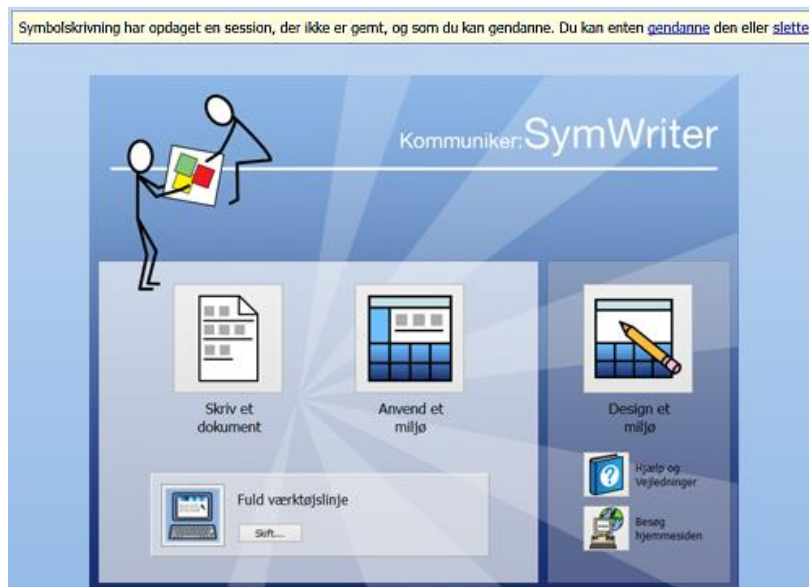 Symbolskrivning har opdaget en session, der ikke er gemt, og som du kan gendanne. Du kan enten gendanne den eller slette
Kommuniker:SymWriter
Skriv et
dokument
Anvend et
miljø
Design et
miljø
Fuld værktøjslinje
Skift...
Hjælp og
Vejledninger
Besøg
hjemmesiden